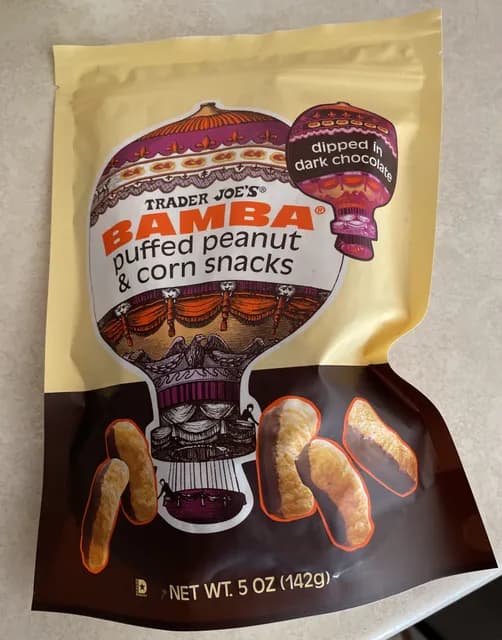 dipped in
dark chocolate
TRADER JOE'S®
BAMBA®
puffed peanut
& corn snacks
D
NET WT. 5 OZ (142g)